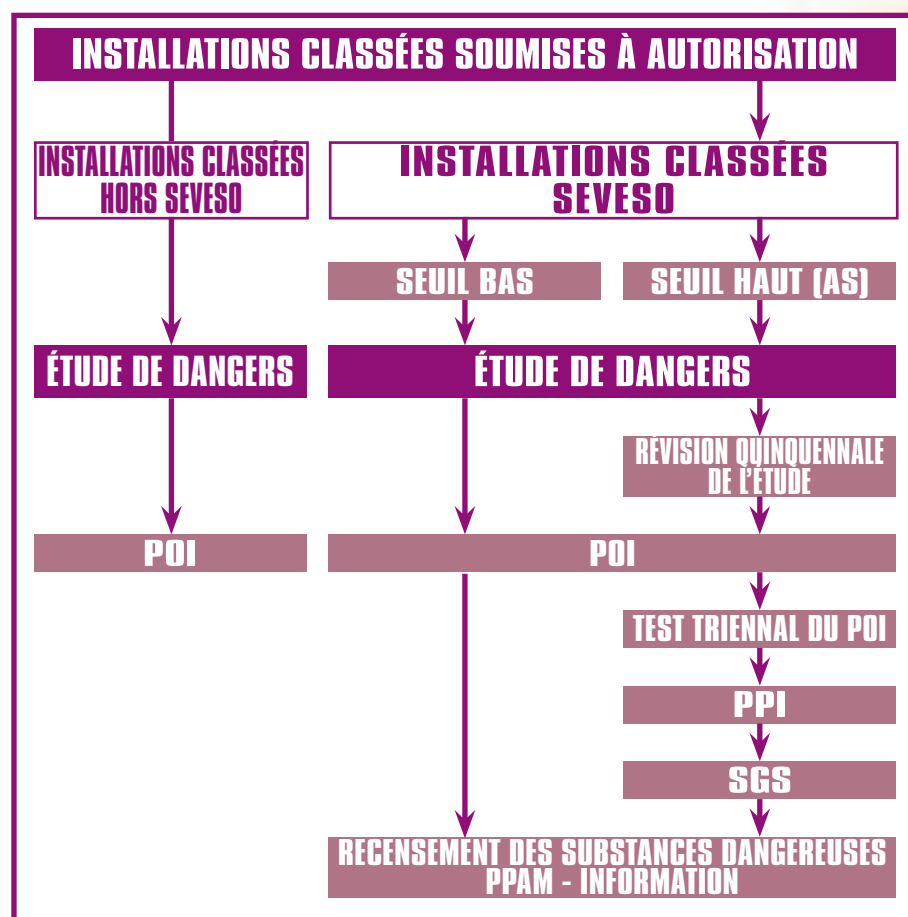 INSTALLATIONS CLASSÉES SOUMISES À AUTORISATION
INSTALLATIONS CLASSÉES
HORS SEVESO
INSTALLATIONS CLASSÉES
SEVESO
SEUIL BAS
SEUIL HAUT (AS)
ÉTUDE DE DANGERS
ÉTUDE DE DANGERS
RÉVISION QUINQUENNALE
DE L'ÉTUDE
POI
POI
TEST TRIENNAL DU POI
PPI
SGS
RECENSEMENT DES SUBSTANCES DANGEREUSES
PPAM - INFORMATION